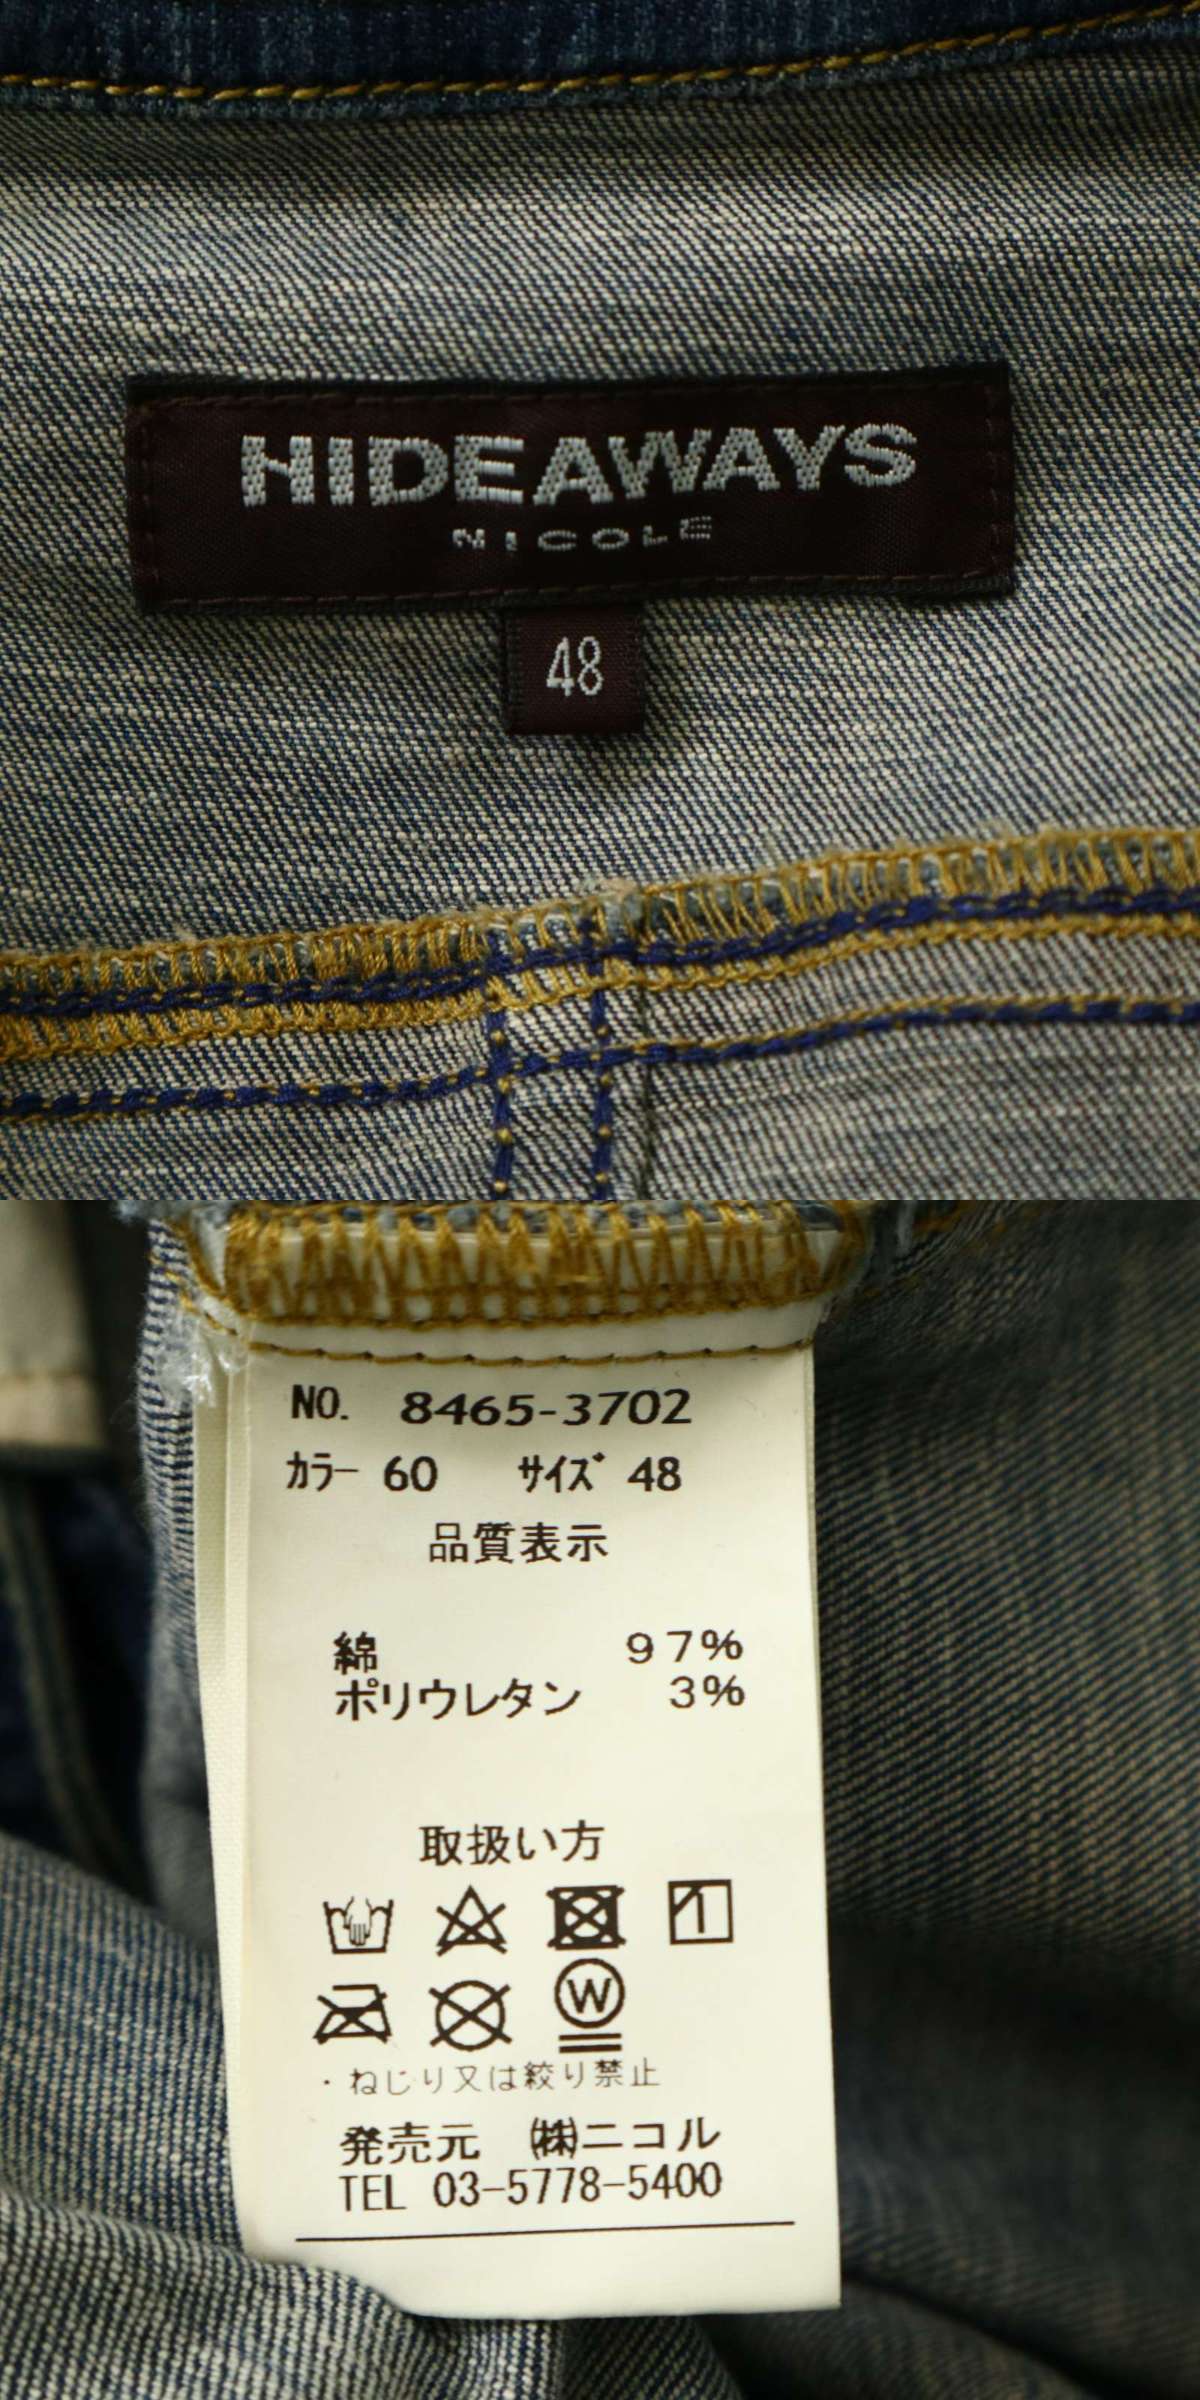 HIDEAWAYS
NICOLE
48
NO. 8465-3702
カラー 60 サイズ 48
品質表示
綿 97%
ポリウレタン 3%
取扱い方
W
・ねじり又は絞り禁止
発売元 ㈱ニコル
TEL 03-5778-5400